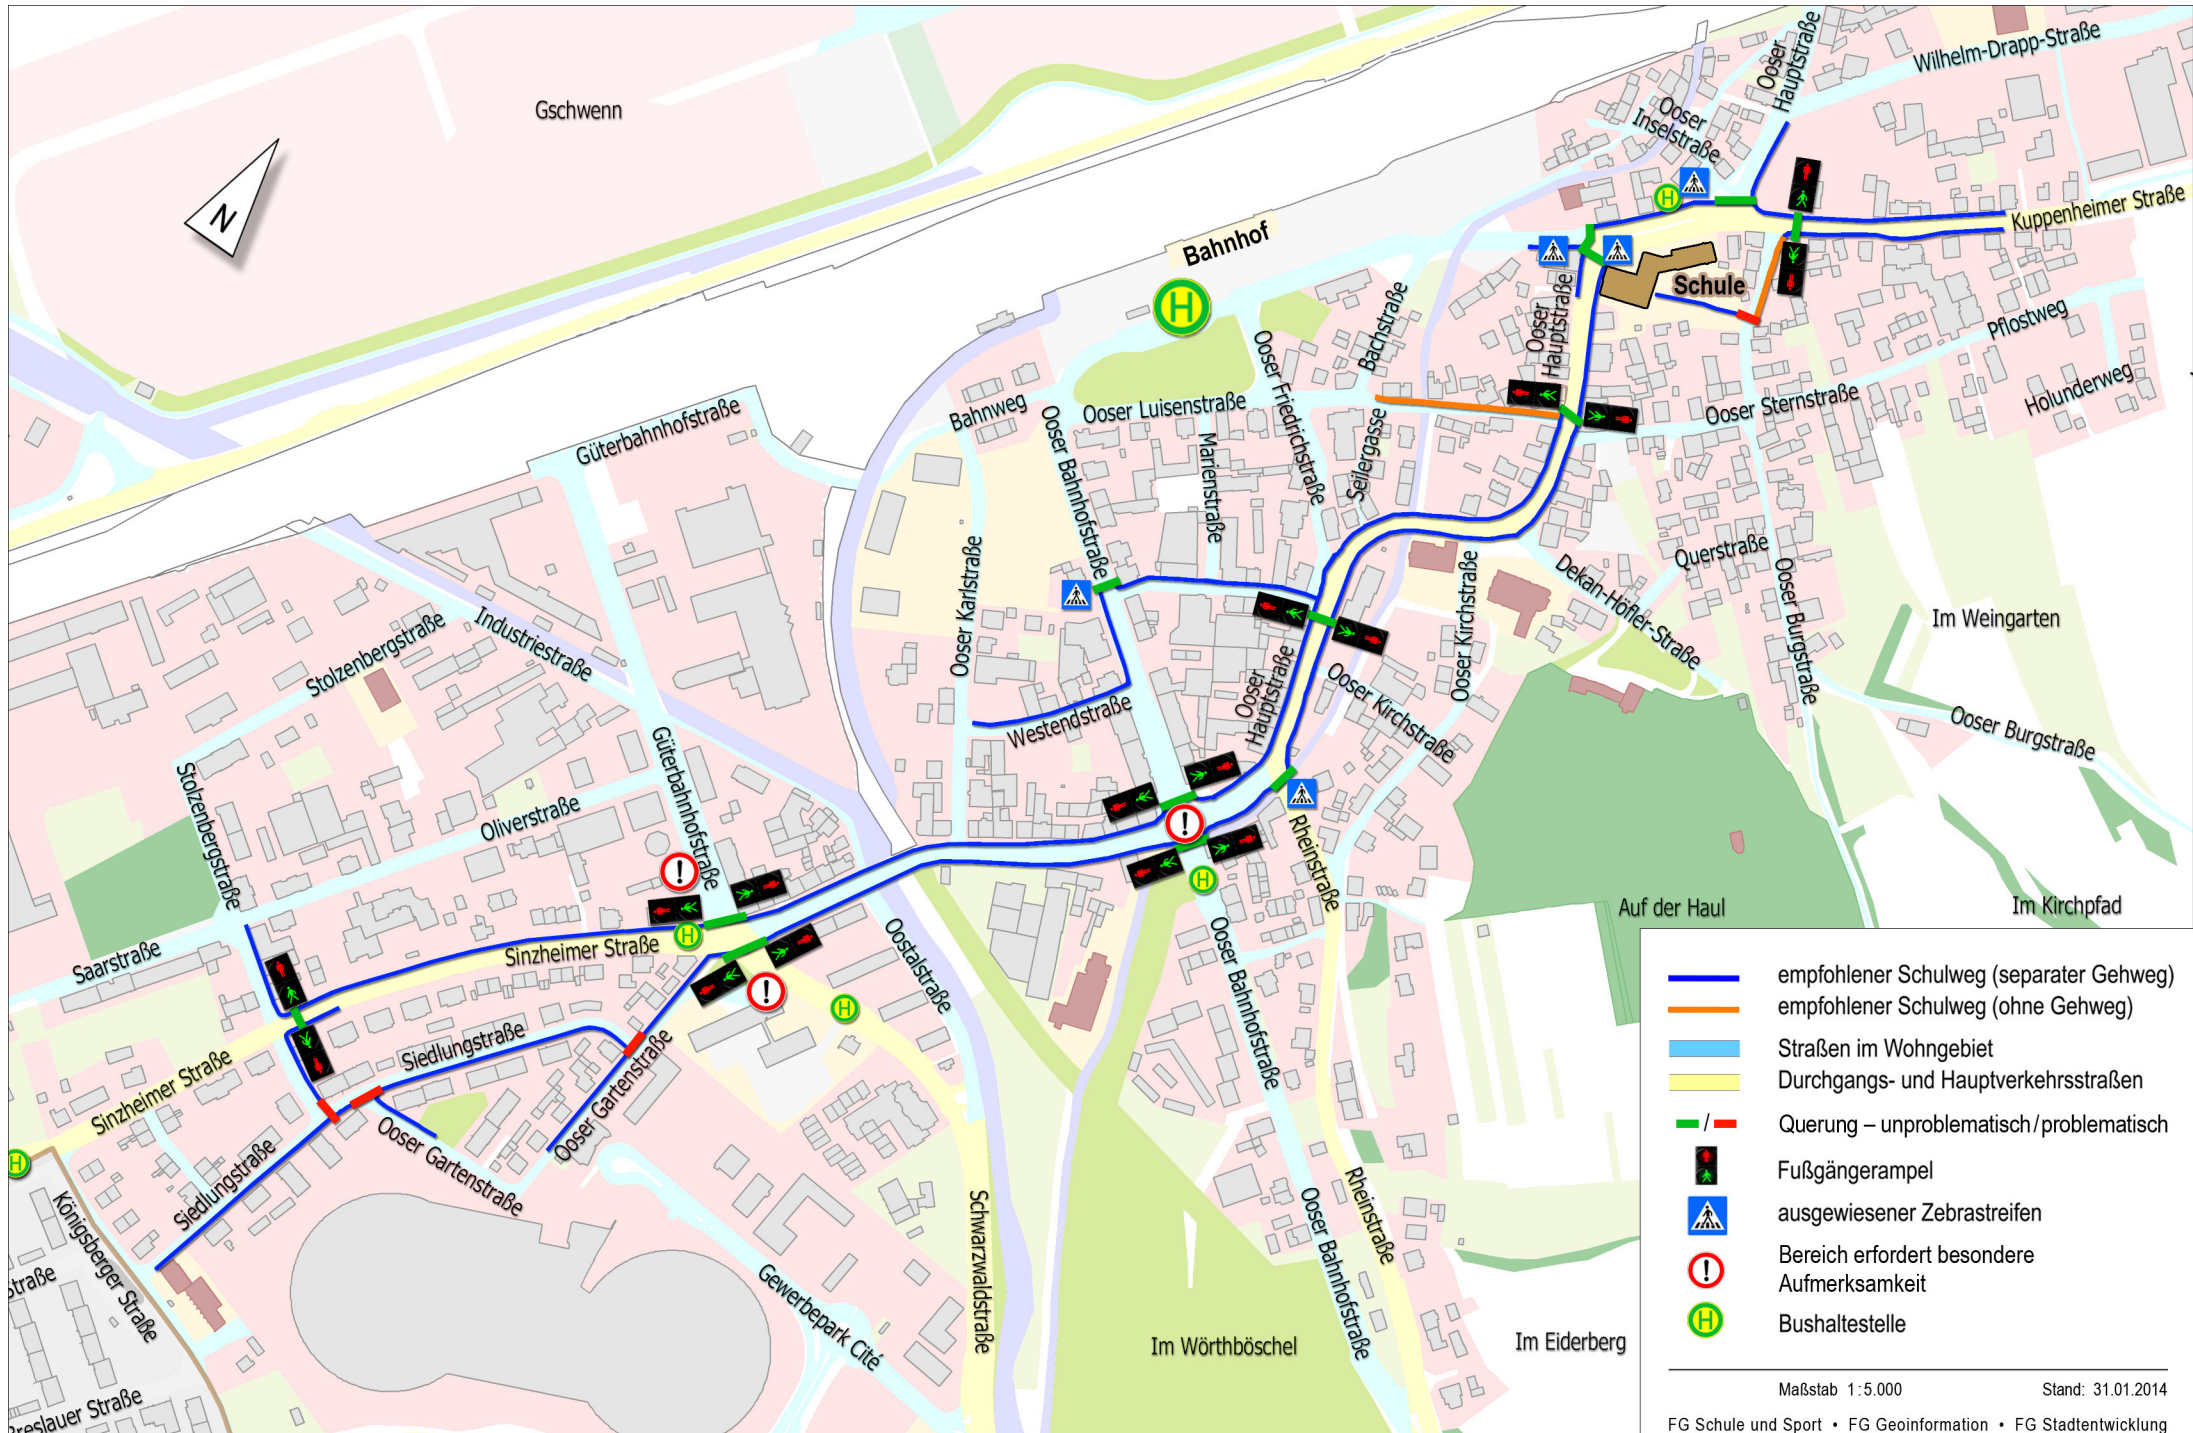 Gschwenn
N
Bahnhof
H
Ooser
Hauptstraße
Wilhelm-Drapp-Straße
Ooser
Inselstraße
H
Kuppenheimer Straße
Schule
Ooser
Hauptstraße
Bachstraße
Pflostweg
Holunderweg
Ooser Sternstraße
Ooser Friedrichstraße
Ooser Luisenstraße
Bahnweg
Güterbahnhofstraße
Ooser Bahnhofstraße
Marienstraße
Seilergasse
Querstraße
Dekan-Höfler-Straße
Ooser Burgstraße
Im Weingarten
Ooser Karlstraße
Ooser Kirchstraße
Stolzenbergstraße
Industriestraße
Ooser
Hauptstraße
Ooser Kirchstraße
Westendstraße
Ooser Burgstraße
Stolzenbergstraße
Güterbahnhofstraße
Oliverstraße
!
Rheinstraße
!
H
Auf der Haul
Im Kirchpfad
Saarstraße
Sinzheimer Straße
H
Oostalstraße
Ooser Bahnhofstraße
!
H
Siedlungstraße
Ooser Gartenstraße
Sinzheimer Straße
H
Ooser Gartenstraße
Siedlungstraße
Königsberger Straße
Straße
Schwarzwaldstraße
Rheinstraße
Ooser Bahnhofstraße
Gewerbepark Cité
Im Wörthböschel
Im Eiderberg
Breslauer Straße
empfohlener Schulweg (separater Gehweg)
empfohlener Schulweg (ohne Gehweg)
Straßen im Wohngebiet
Durchgangs- und Hauptverkehrsstraßen
/ Querung – unproblematisch/problematisch
Fußgängerampel
ausgewiesener Zebrastreifen
! Bereich erfordert besondere
Aufmerksamkeit
H Bushaltestelle
Maßstab 1:5.000 Stand: 31.01.2014
FG Schule und Sport • FG Geoinformation • FG Stadtentwicklung